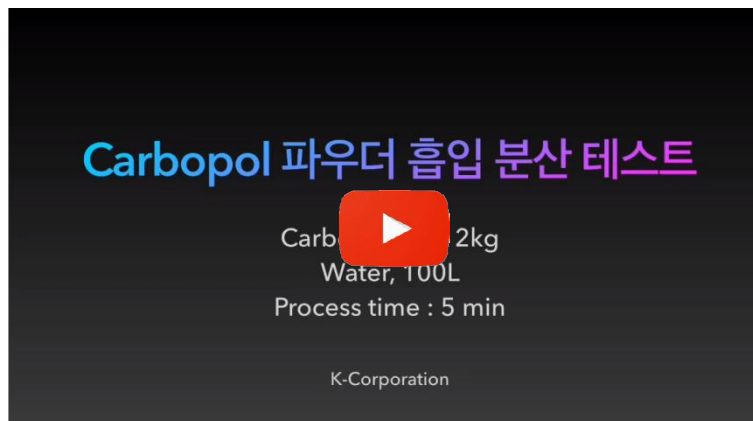 Carbopol 파우더 흡입 분산 테스트
Carb 2kg
Water, 100L
Process time : 5 min
K-Corporation